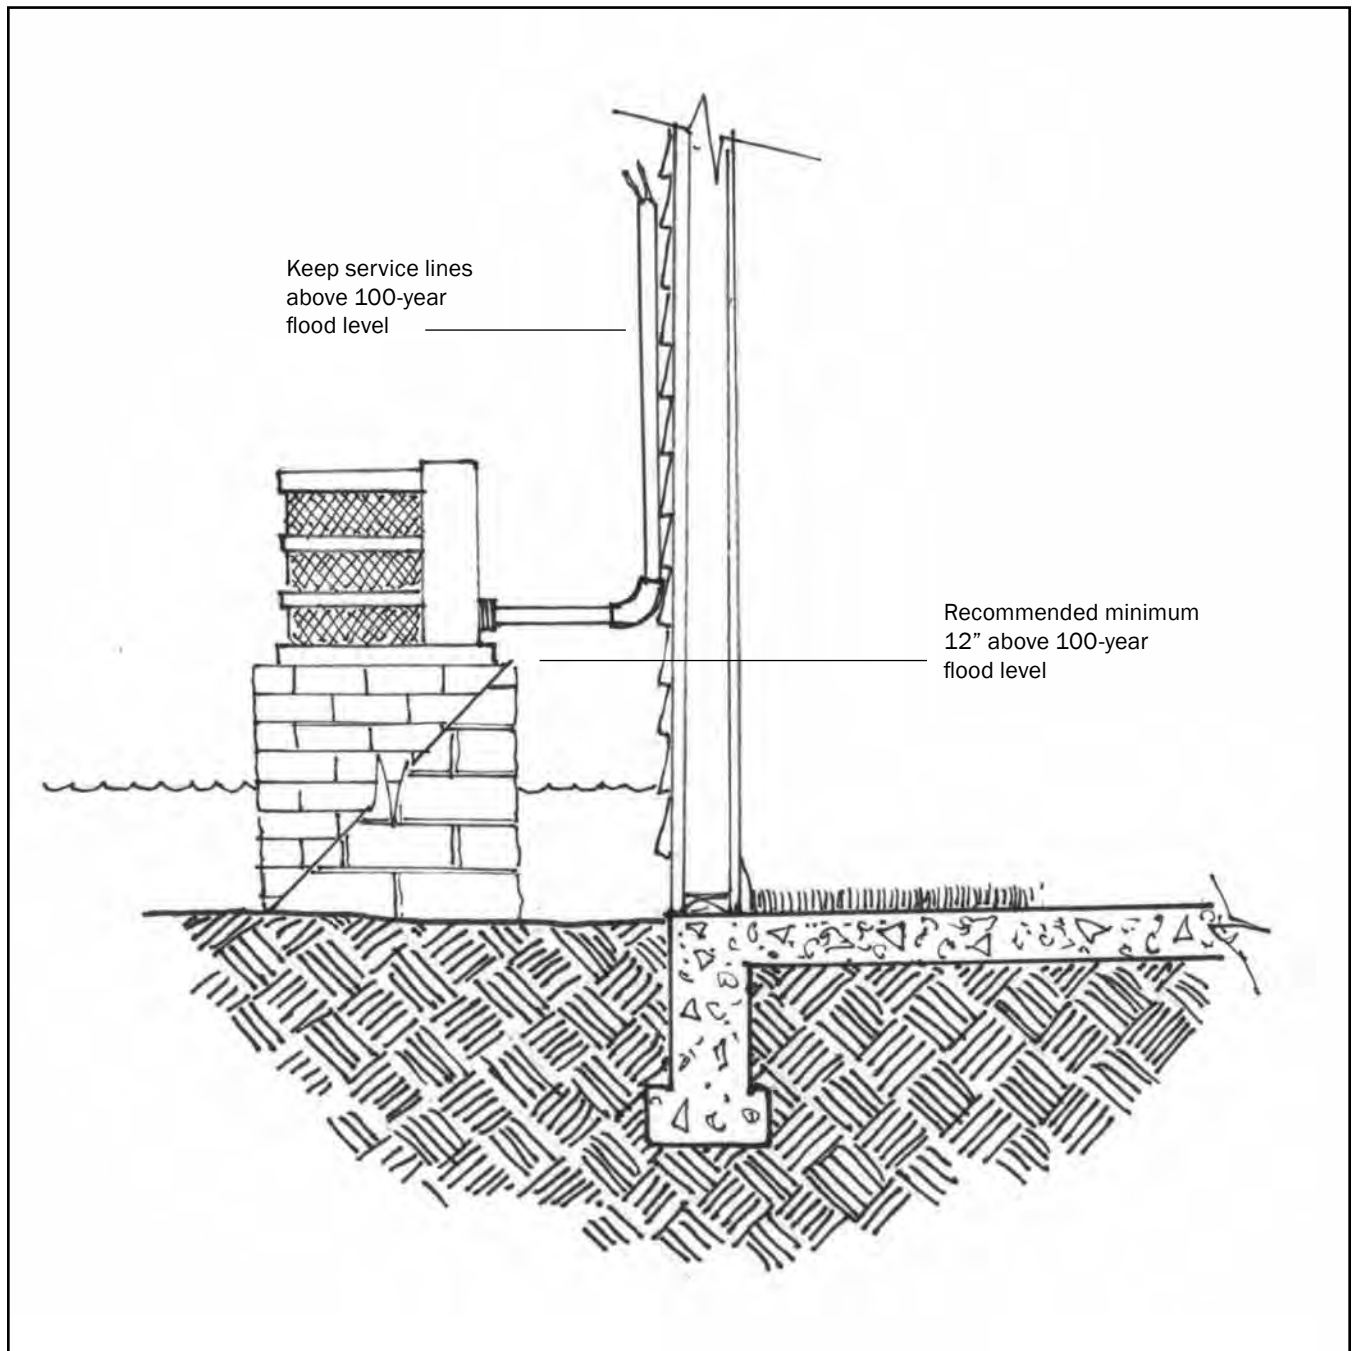 Keep service lines
above 100-year
flood level
Recommended minimum
12” above 100-year
flood level